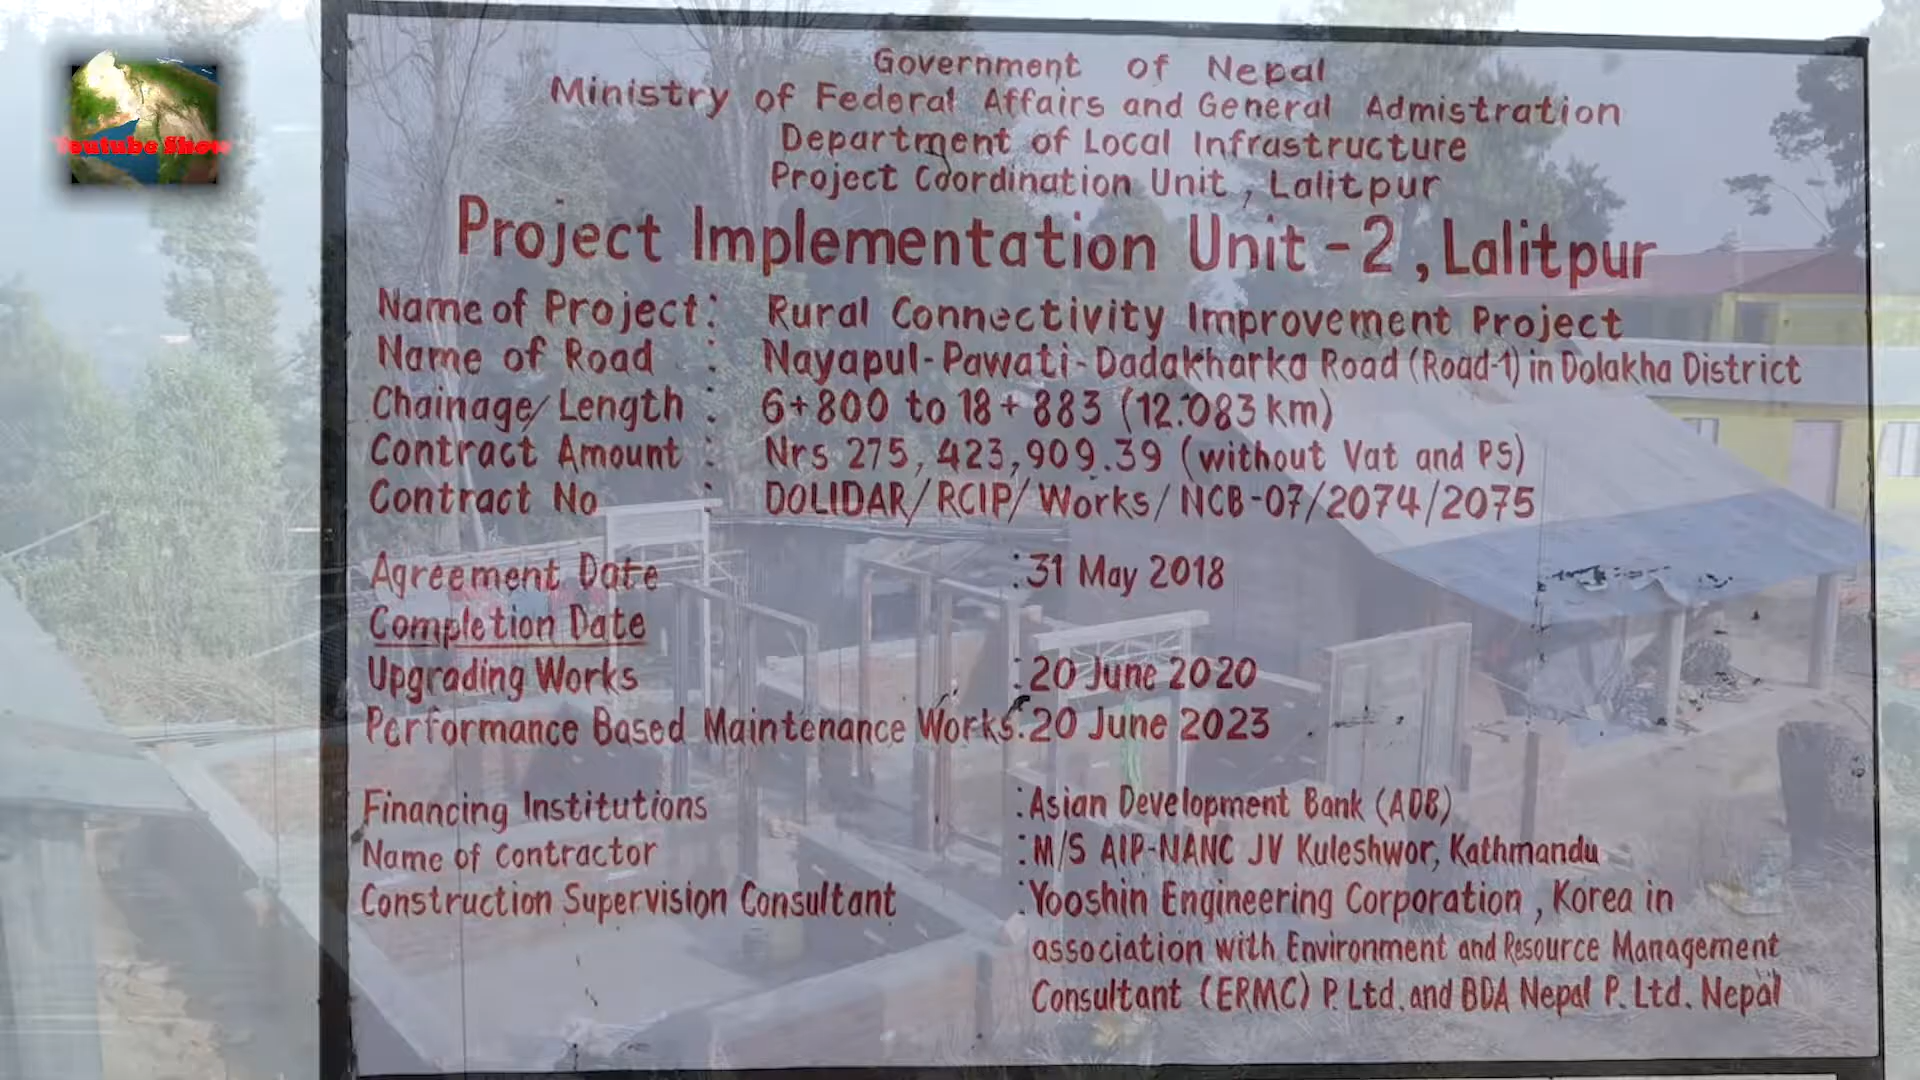 Youtube Show
Government of Nepal
Ministry of Federal Affairs and General Admistration
Department of Local Infrastructure
Project Coordination Unit, Lalitpur
Project Implementation Unit-2, Lalitpur
Name of Project: Rural Connectivity Improvement Project
Name of Road : Nayapul-Pawati-Dadakharka Road (Road-1) in Dolakha District
Chainage/Length : 6+800 to 18+883 (12.083 km)
Contract Amount : Nrs 275,423,909.39 (without Vat and PS)
Contract No : DOLIDAR/RCIP/Works/NCB-07/2074/2075
Agreement Date :31 May 2018
Completion Date
Upgrading Works :20 June 2020
Performance Based Maintenance Works:20 June 2023
Financing Institutions :Asian Development Bank (ADB)
Name of Contractor :M/S AIP-NANC JV Kuleshwor, Kathmandu
Construction Supervision Consultant :Yooshin Engineering Corporation, Korea in
association with Environment and Resource Management
Consultant (ERMC) P.Ltd. and BDA Nepal P.Ltd. Nepal